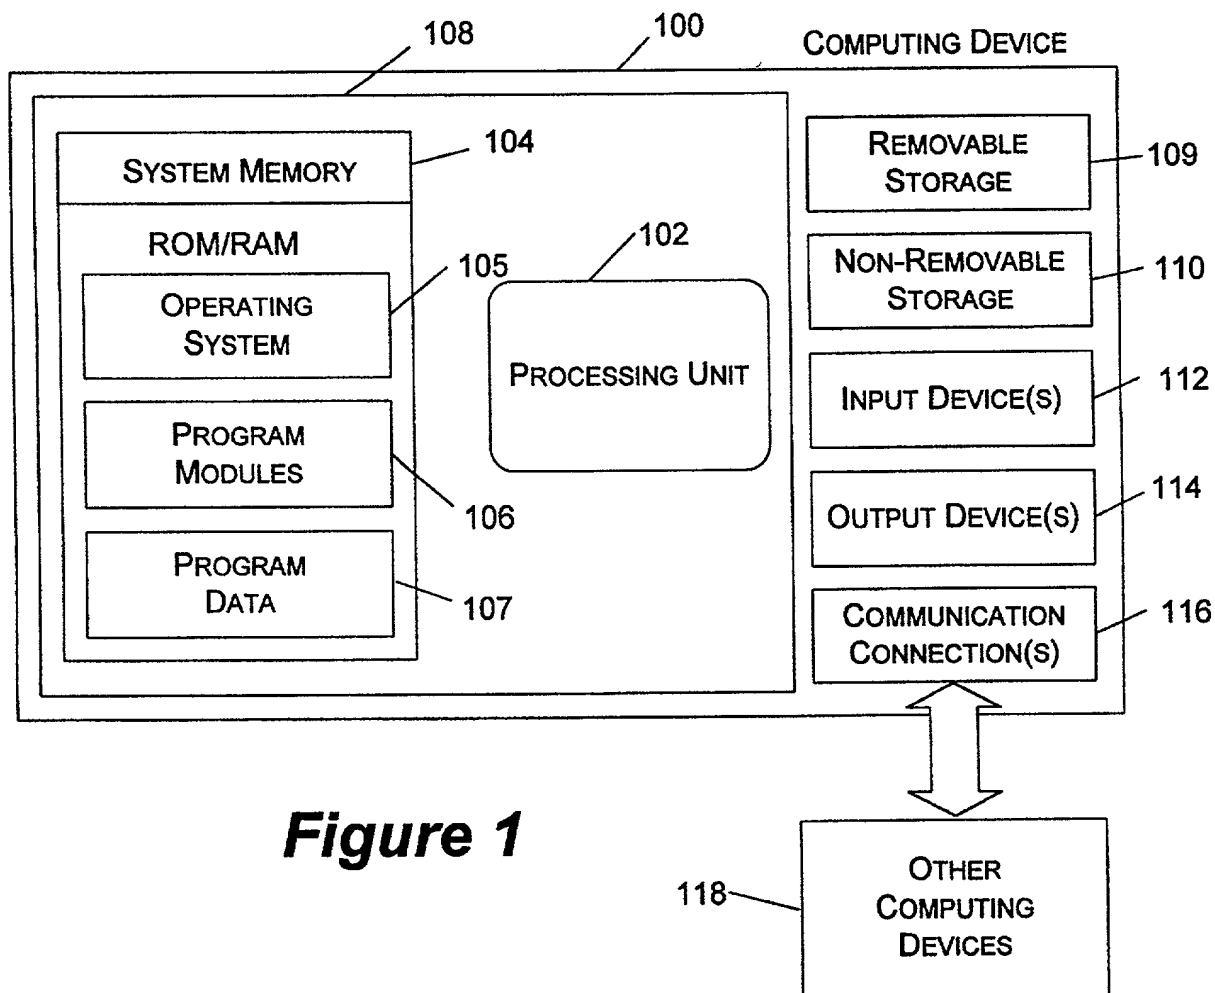 108
100
COMPUTING DEVICE
SYSTEM MEMORY
104
ROM/RAM
OPERATING
SYSTEM
105
PROGRAM
MODULES
106
PROGRAM
DATA
107
102
PROCESSING UNIT
REMOVABLE
STORAGE
109
NON-REMOVABLE
STORAGE
110
INPUT DEVICE(S)
112
OUTPUT DEVICE(S)
114
COMMUNICATION
CONNECTION(S)
116
Figure 1
118
OTHER
COMPUTING
DEVICES